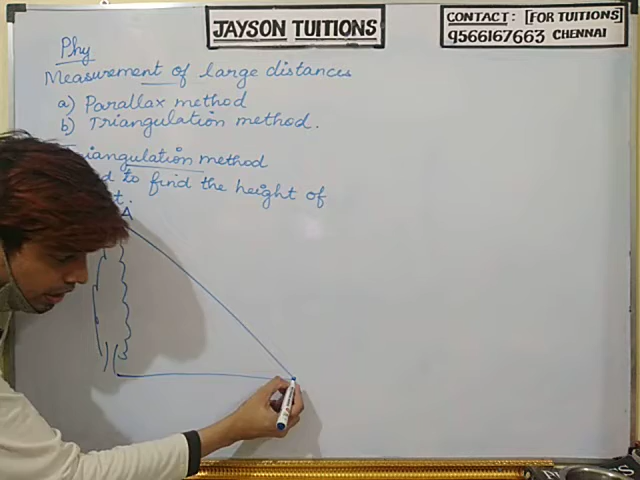 JAYSON TUITIONS
CONTACT: [FOR TUITIONS]
9566167663 CHENNAI
Phy
Measurement of large distances
a) Parallax method
b) Triangulation method.
iangulation method
d to find the height of
t.
A